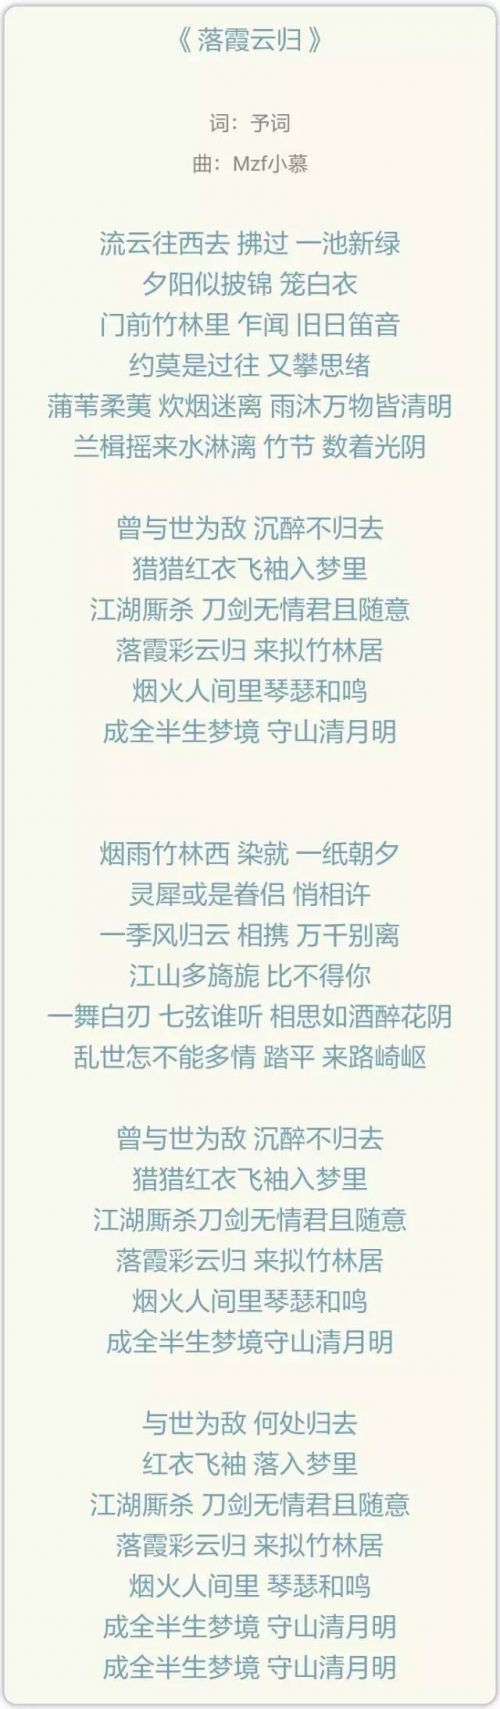 《落霞云归》
词：予词
曲：Mzf小慕
流云往西去 拂过 一池新绿
夕阳似披锦 笼白衣
门前竹林里 乍闻 旧日笛音
约莫是过往 又攀思绪
蒲苇柔荑 炊烟迷离 雨沐万物皆清明
兰楫摇来水淋漓 竹节 数着光阴
曾与世为敌 沉醉不归去
猎猎红衣飞袖入梦里
江湖厮杀 刀剑无情君且随意
落霞彩云归 来拟竹林居
烟火人间里琴瑟和鸣
成全半生梦境 守山清月明
烟雨竹林西 染就 一纸朝夕
灵犀或是眷侣 悄相许
一季风归云 相携 万千别离
江山多旖旎 比不得你
一舞白刃 七弦谁听 相思如酒醉花阴
乱世怎不能多情 踏平 来路崎岖
曾与世为敌 沉醉不归去
猎猎红衣飞袖入梦里
江湖厮杀刀剑无情君且随意
落霞彩云归 来拟竹林居
烟火人间里琴瑟和鸣
成全半生梦境守山清月明
与世为敌 何处归去
红衣飞袖 落入梦里
江湖厮杀 刀剑无情君且随意
落霞彩云归 来拟竹林居
烟火人间里 琴瑟和鸣
成全半生梦境 守山清月明
成全半生梦境 守山清月明